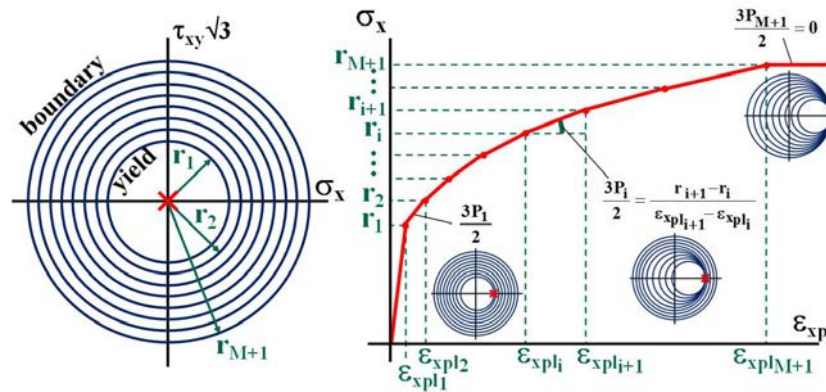 τxy√3
boundary
yield
r1
r2
rM+1
σx
σx
rM+1
ri+1
ri
r2
r1
3P1/2
3Pi/2 = ri+1−ri/εxpli+1−εxpli
3PM+1/2 = 0
εxp
εxpl1
εxpl2
εxpli
εxpli+1
εxplM+1